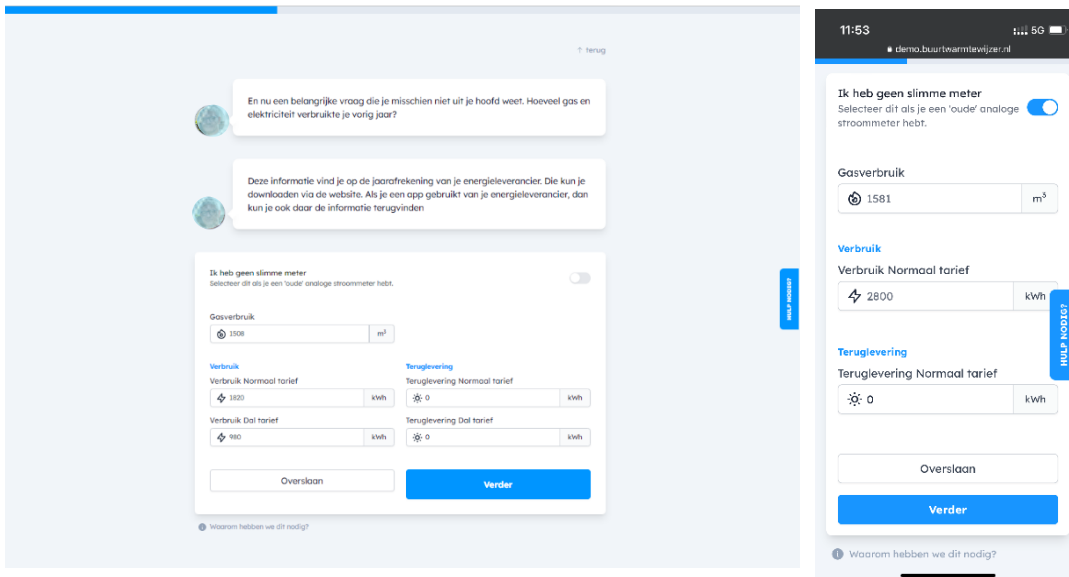 ↑ terug
En nu een belangrijke vraag die je misschien niet uit je hoofd weet. Hoeveel gas en
elektriciteit verbruikte je vorig jaar?
Deze informatie vind je op de jaarafrekening van je energieleverancier. Die kun je
downloaden via de website. Als je een app gebruikt van je energieleverancier, dan
kun je ook daar de informatie terugvinden
Ik heb geen slimme meter
Selecteer dit als je een 'oude' analoge stroommeter hebt.
Gasverbruik
1508 m³
Verbruik
Verbruik Normaal tarief
1820 kWh
Verbruik Dal tarief
980 kWh
Teruglevering
Teruglevering Normaal tarief
0 kWh
Teruglevering Dal tarief
0 kWh
Overslaan
Verder
Waarom hebben we dit nodig?
HULP NODIG?
11:53 5G
demo.buurtwarmtewijzer.nl
Ik heb geen slimme meter
Selecteer dit als je een 'oude' analoge
stroommeter hebt.
Gasverbruik
1581 m³
Verbruik
Verbruik Normaal tarief
2800 kWh
HULP NODIG?
Teruglevering
Teruglevering Normaal tarief
0 kWh
Overslaan
Verder
Waarom hebben we dit nodig?